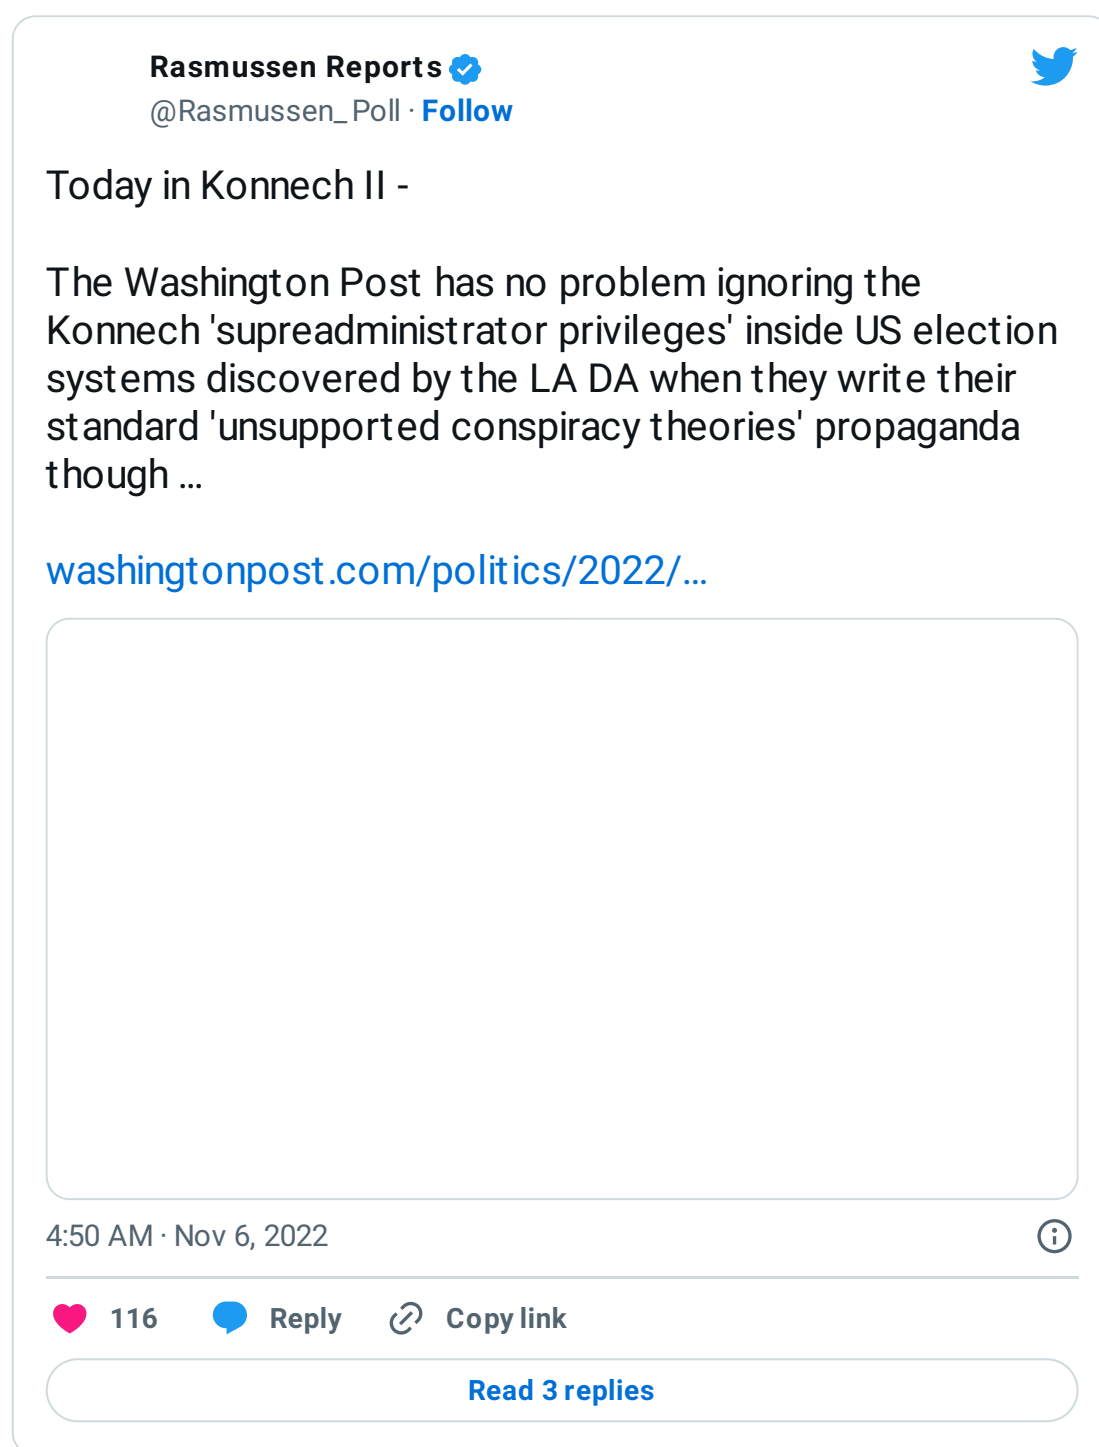 Rasmussen Reports
@Rasmussen_Poll · Follow
Today in Konnech II -
The Washington Post has no problem ignoring the
Konnech 'supreadministrator privileges' inside US election
systems discovered by the LA DA when they write their
standard 'unsupported conspiracy theories' propaganda
though …
washingtonpost.com/politics/2022/…
4:50 AM · Nov 6, 2022
116 Reply Copy link
Read 3 replies